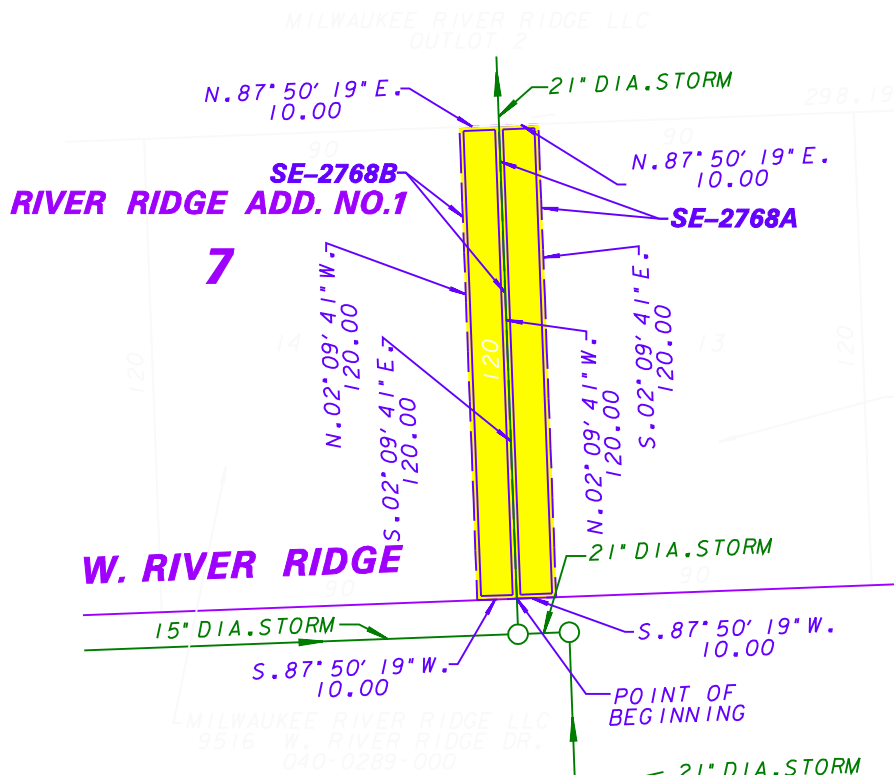 MILWAUKEE RIVER RIDGE LLC
OUTLOT 2
21" DIA.STORM
N.87°50' 19"E.
10.00
298.19
90
90
N.87°50' 19"E.
10.00
SE-2768B
SE-2768A
RIVER RIDGE ADD. NO.1
7
N.02°09' 41"W.
120.00
S.02°09' 41"E.
120.00
14
120
120
13
120
S.02°09' 41"E.
120.00
N.02°09' 41"W.
120.00
W. RIVER RIDGE
21" DIA.STORM
90
90
15" DIA.STORM
S.87°50' 19"W.
10.00
S.87°50' 19"W.
10.00
POINT OF
BEGINNING
MILWAUKEE RIVER RIDGE LLC
9516 W. RIVER RIDGE DR.
040-0289-000
21" DIA.STORM